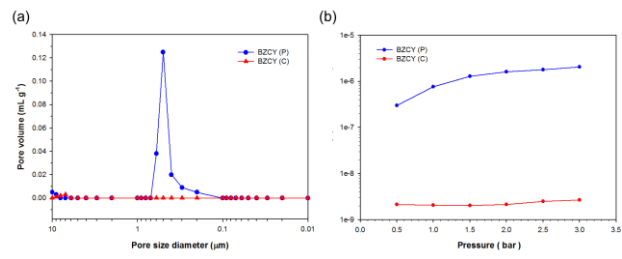 (a)
0.14
0.12
0.10
0.08
0.06
0.04
0.02
0.00
Pore volume (mL g⁻¹)
BZCY (P)
BZCY (C)
10 1 0.1 0.01
Pore size diameter (μm)
(b)
1e-5
1e-6
1e-7
1e-8
1e-9
BZCY (P)
BZCY (C)
0.0 0.5 1.0 1.5 2.0 2.5 3.0 3.5
Pressure ( bar )